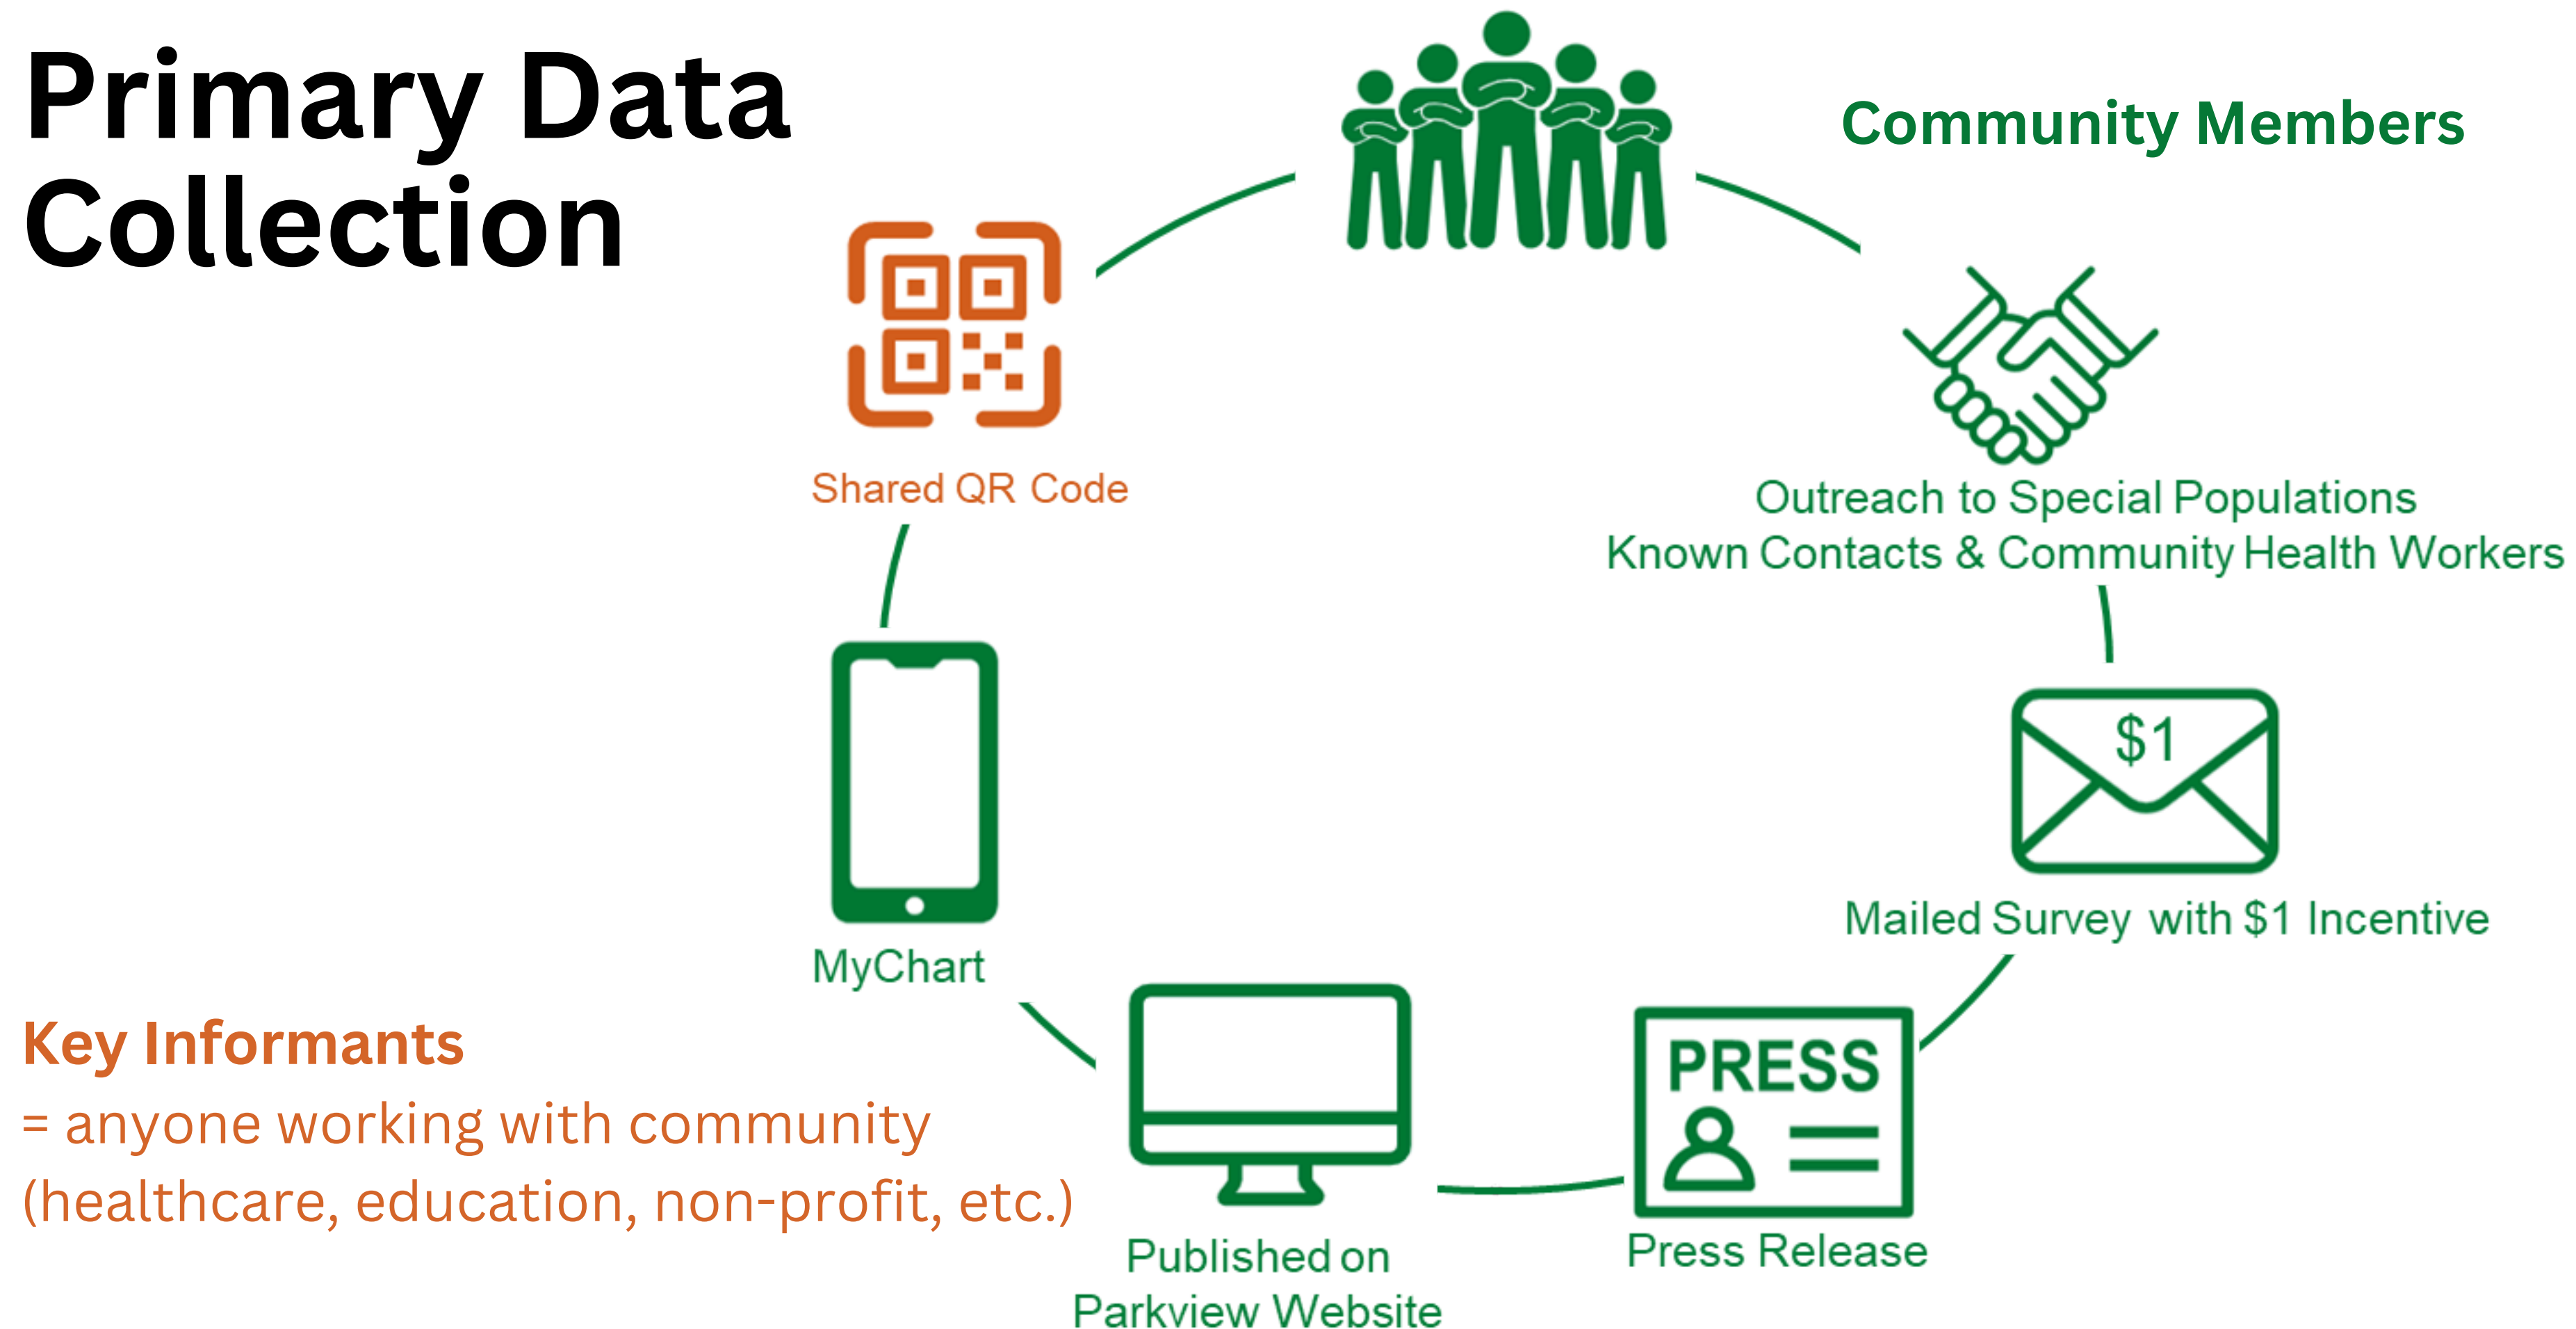 Primary Data
Collection
Community Members
Shared QR Code
Outreach to Special Populations
Known Contacts & Community Health Workers
$1
Mailed Survey with $1 Incentive
MyChart
PRESS
Press Release
Published on
Parkview Website
Key Informants
= anyone working with community
(healthcare, education, non-profit, etc.)